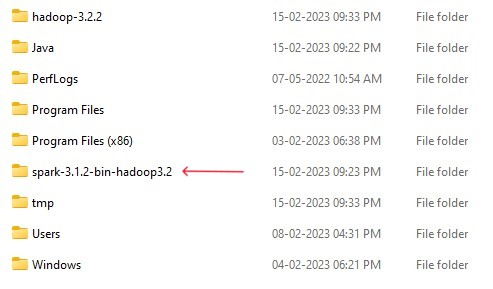 hadoop-3.2.2 15-02-2023 09:33 PM File folder
Java 15-02-2023 09:22 PM File folder
PerfLogs 07-05-2022 10:54 AM File folder
Program Files 15-02-2023 09:33 PM File folder
Program Files (x86) 03-02-2023 06:38 PM File folder
spark-3.1.2-bin-hadoop3.2 15-02-2023 09:23 PM File folder
tmp 15-02-2023 09:33 PM File folder
Users 08-02-2023 04:31 PM File folder
Windows 04-02-2023 06:21 PM File folder